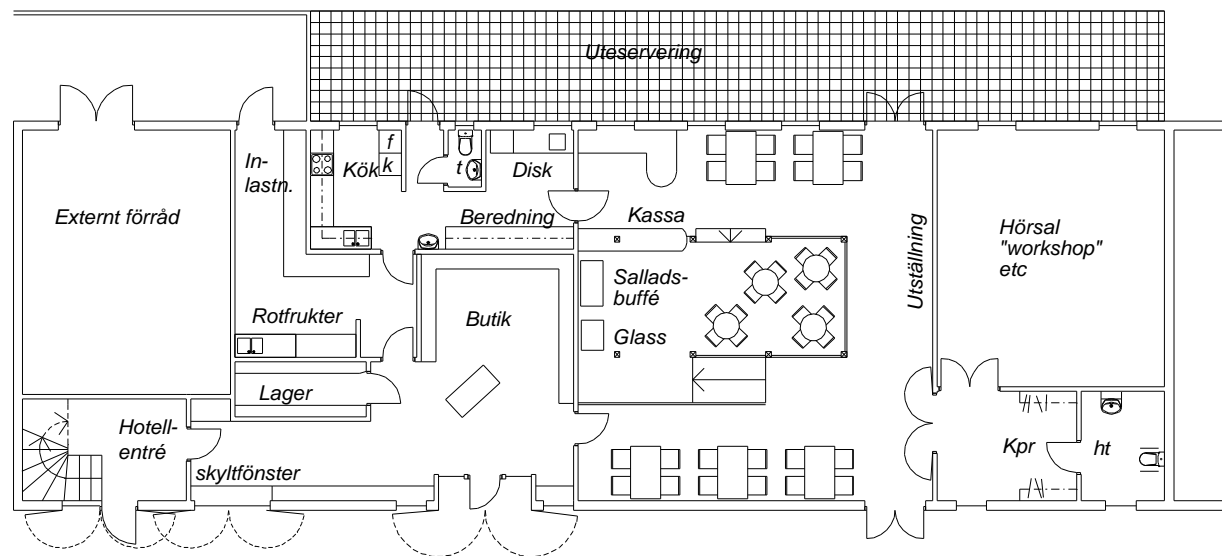 Uteservering
f
In-
lastn.
Kök
k
t
Disk
Externt förråd
Beredning
Kassa
Utställning
Hörsal
"workshop"
etc
Sallads-
buffé
Rotfrukter
Butik
Glass
Lager
Hotell-
entré
skyltfönster
Kpr
ht